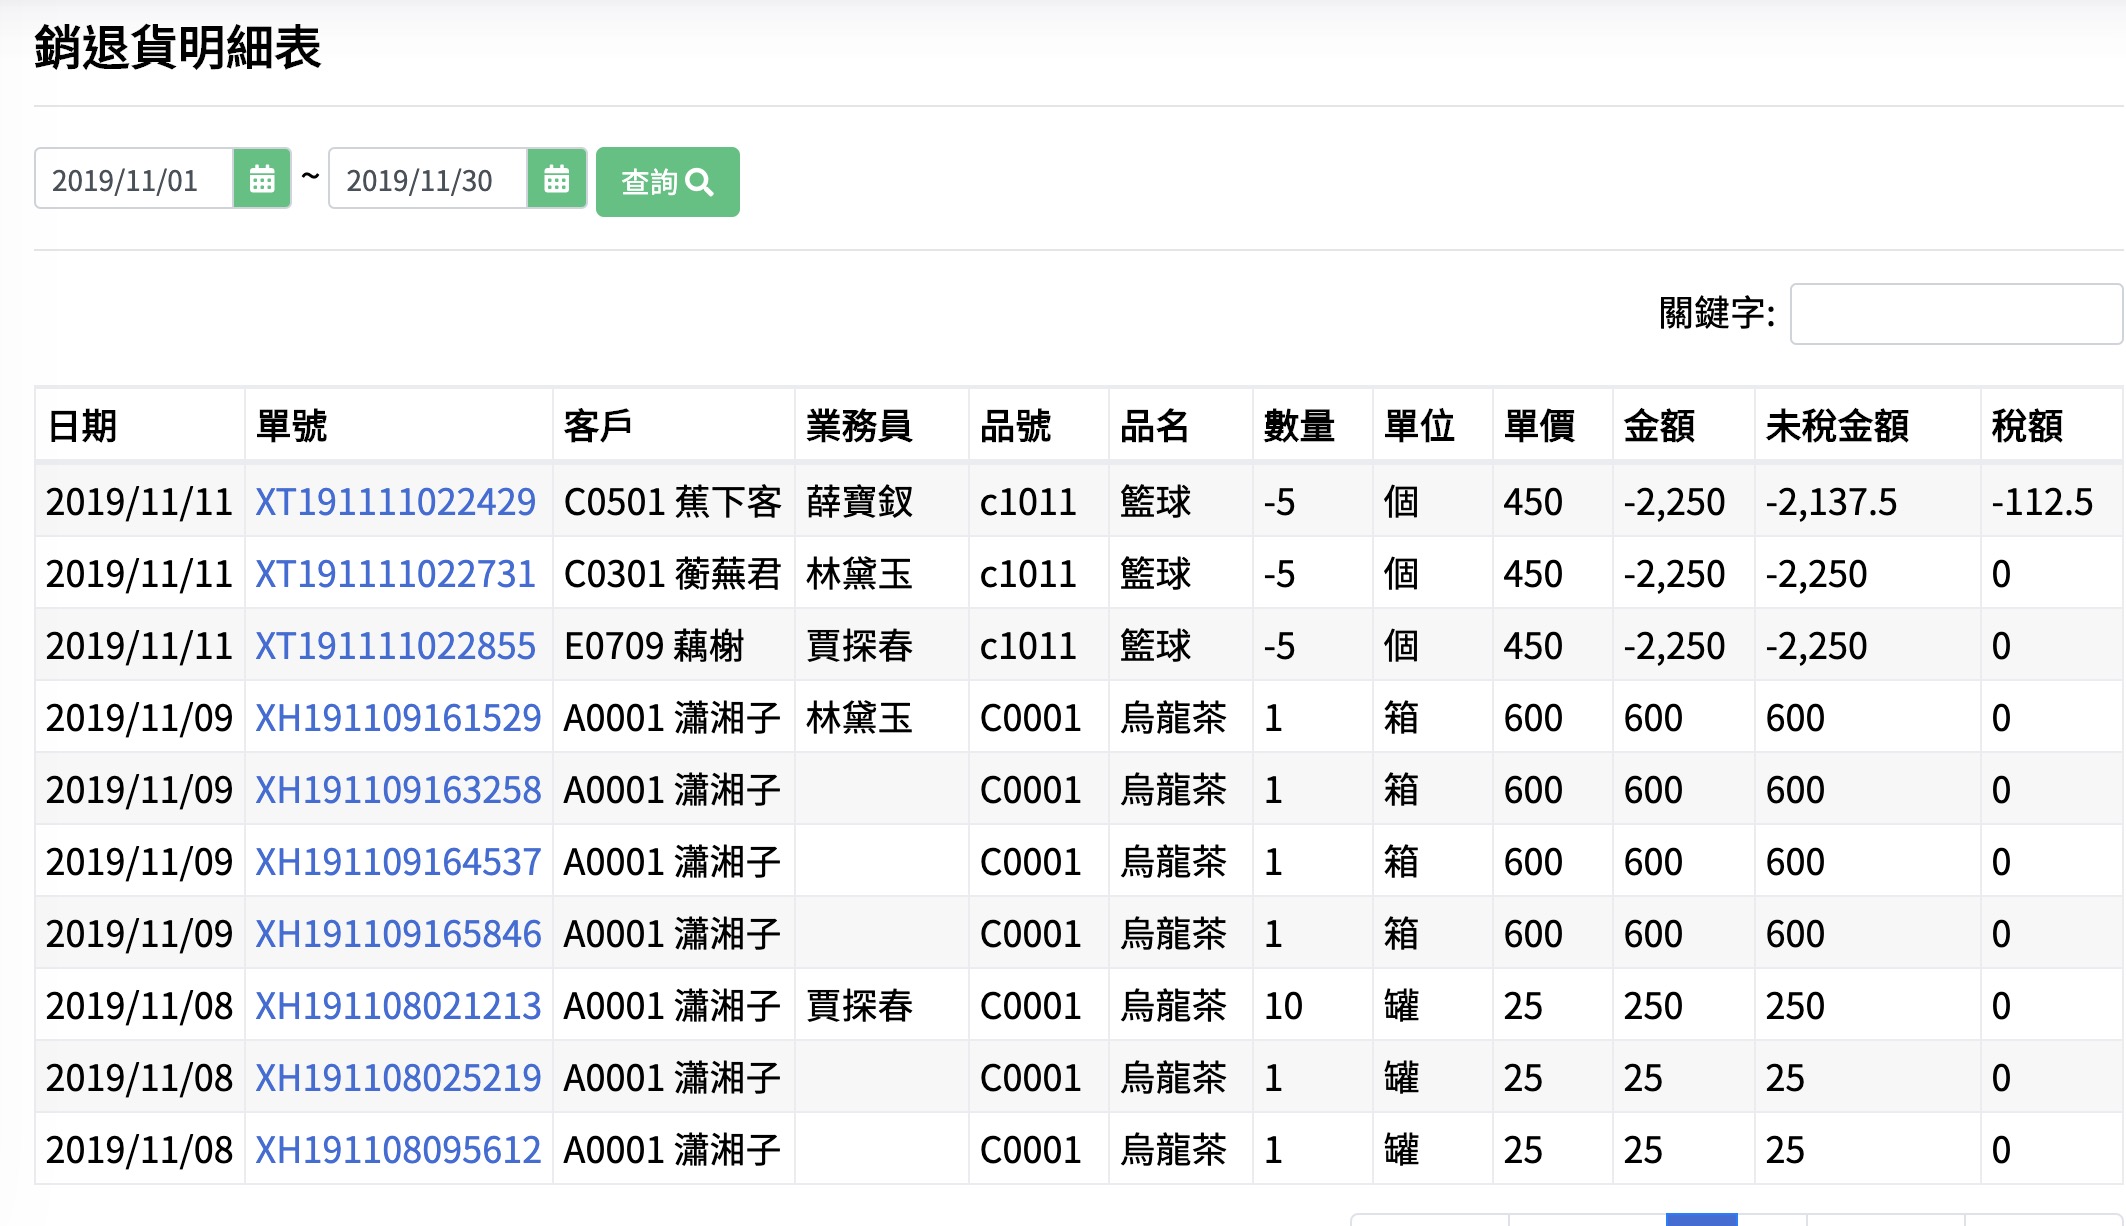 銷退貨明細表
2019/11/01 ~ 2019/11/30 查詢
關鍵字:
日期 單號 客戶 業務員 品號 品名 數量 單位 單價 金額 未稅金額 稅額
2019/11/11 XT191111022429 C0501 蕉下客 薛寶釵 c1011 籃球 -5 個 450 -2,250 -2,137.5 -112.5
2019/11/11 XT191111022731 C0301 蘅蕪君 林黛玉 c1011 籃球 -5 個 450 -2,250 -2,250 0
2019/11/11 XT191111022855 E0709 藕榭 賈探春 c1011 籃球 -5 個 450 -2,250 -2,250 0
2019/11/09 XH191109161529 A0001 瀟湘子 林黛玉 C0001 烏龍茶 1 箱 600 600 600 0
2019/11/09 XH191109163258 A0001 瀟湘子 C0001 烏龍茶 1 箱 600 600 600 0
2019/11/09 XH191109164537 A0001 瀟湘子 C0001 烏龍茶 1 箱 600 600 600 0
2019/11/09 XH191109165846 A0001 瀟湘子 C0001 烏龍茶 1 箱 600 600 600 0
2019/11/08 XH191108021213 A0001 瀟湘子 賈探春 C0001 烏龍茶 10 罐 25 250 250 0
2019/11/08 XH191108025219 A0001 瀟湘子 C0001 烏龍茶 1 罐 25 25 25 0
2019/11/08 XH191108095612 A0001 瀟湘子 C0001 烏龍茶 1 罐 25 25 25 0